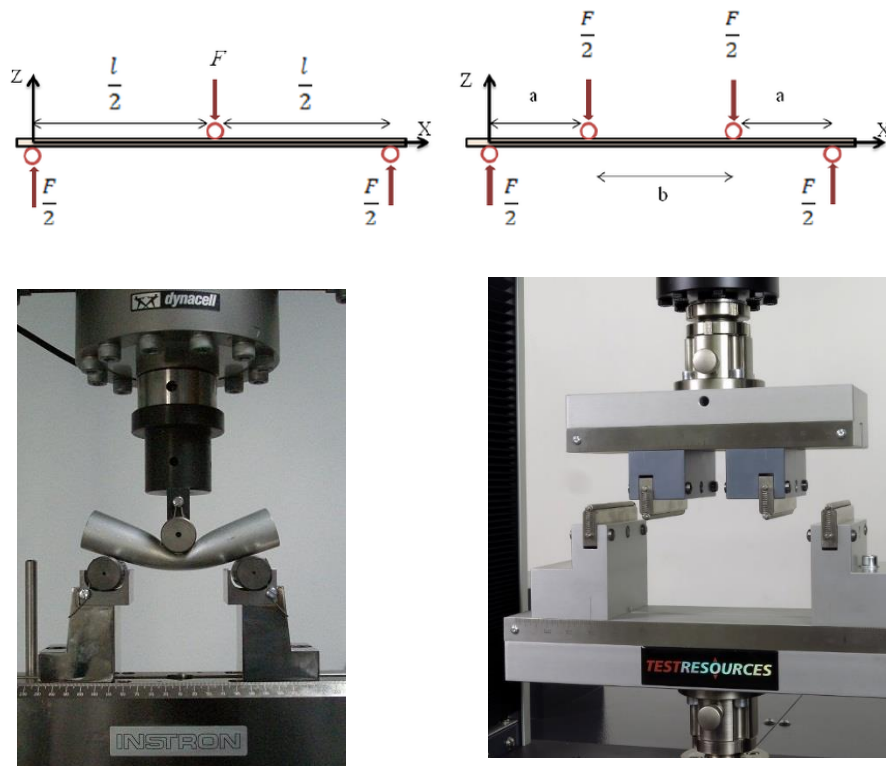 Z
l/2
F
l/2
X
F/2
F/2
Z
F/2
F/2
a
a
X
F/2
b
F/2
dynacell
INSTRON
TESTRESOURCES